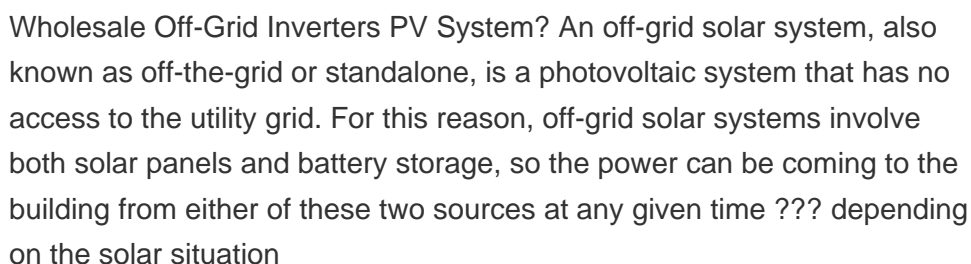 Wholesale Off-Grid Inverters PV System? An off-grid solar system, also
known as off-the-grid or standalone, is a photovoltaic system that has no
access to the utility grid. For this reason, off-grid solar systems involve
both solar panels and battery storage, so the power can be coming to the
building from either of these two sources at any given time ??? depending
on the solar situation